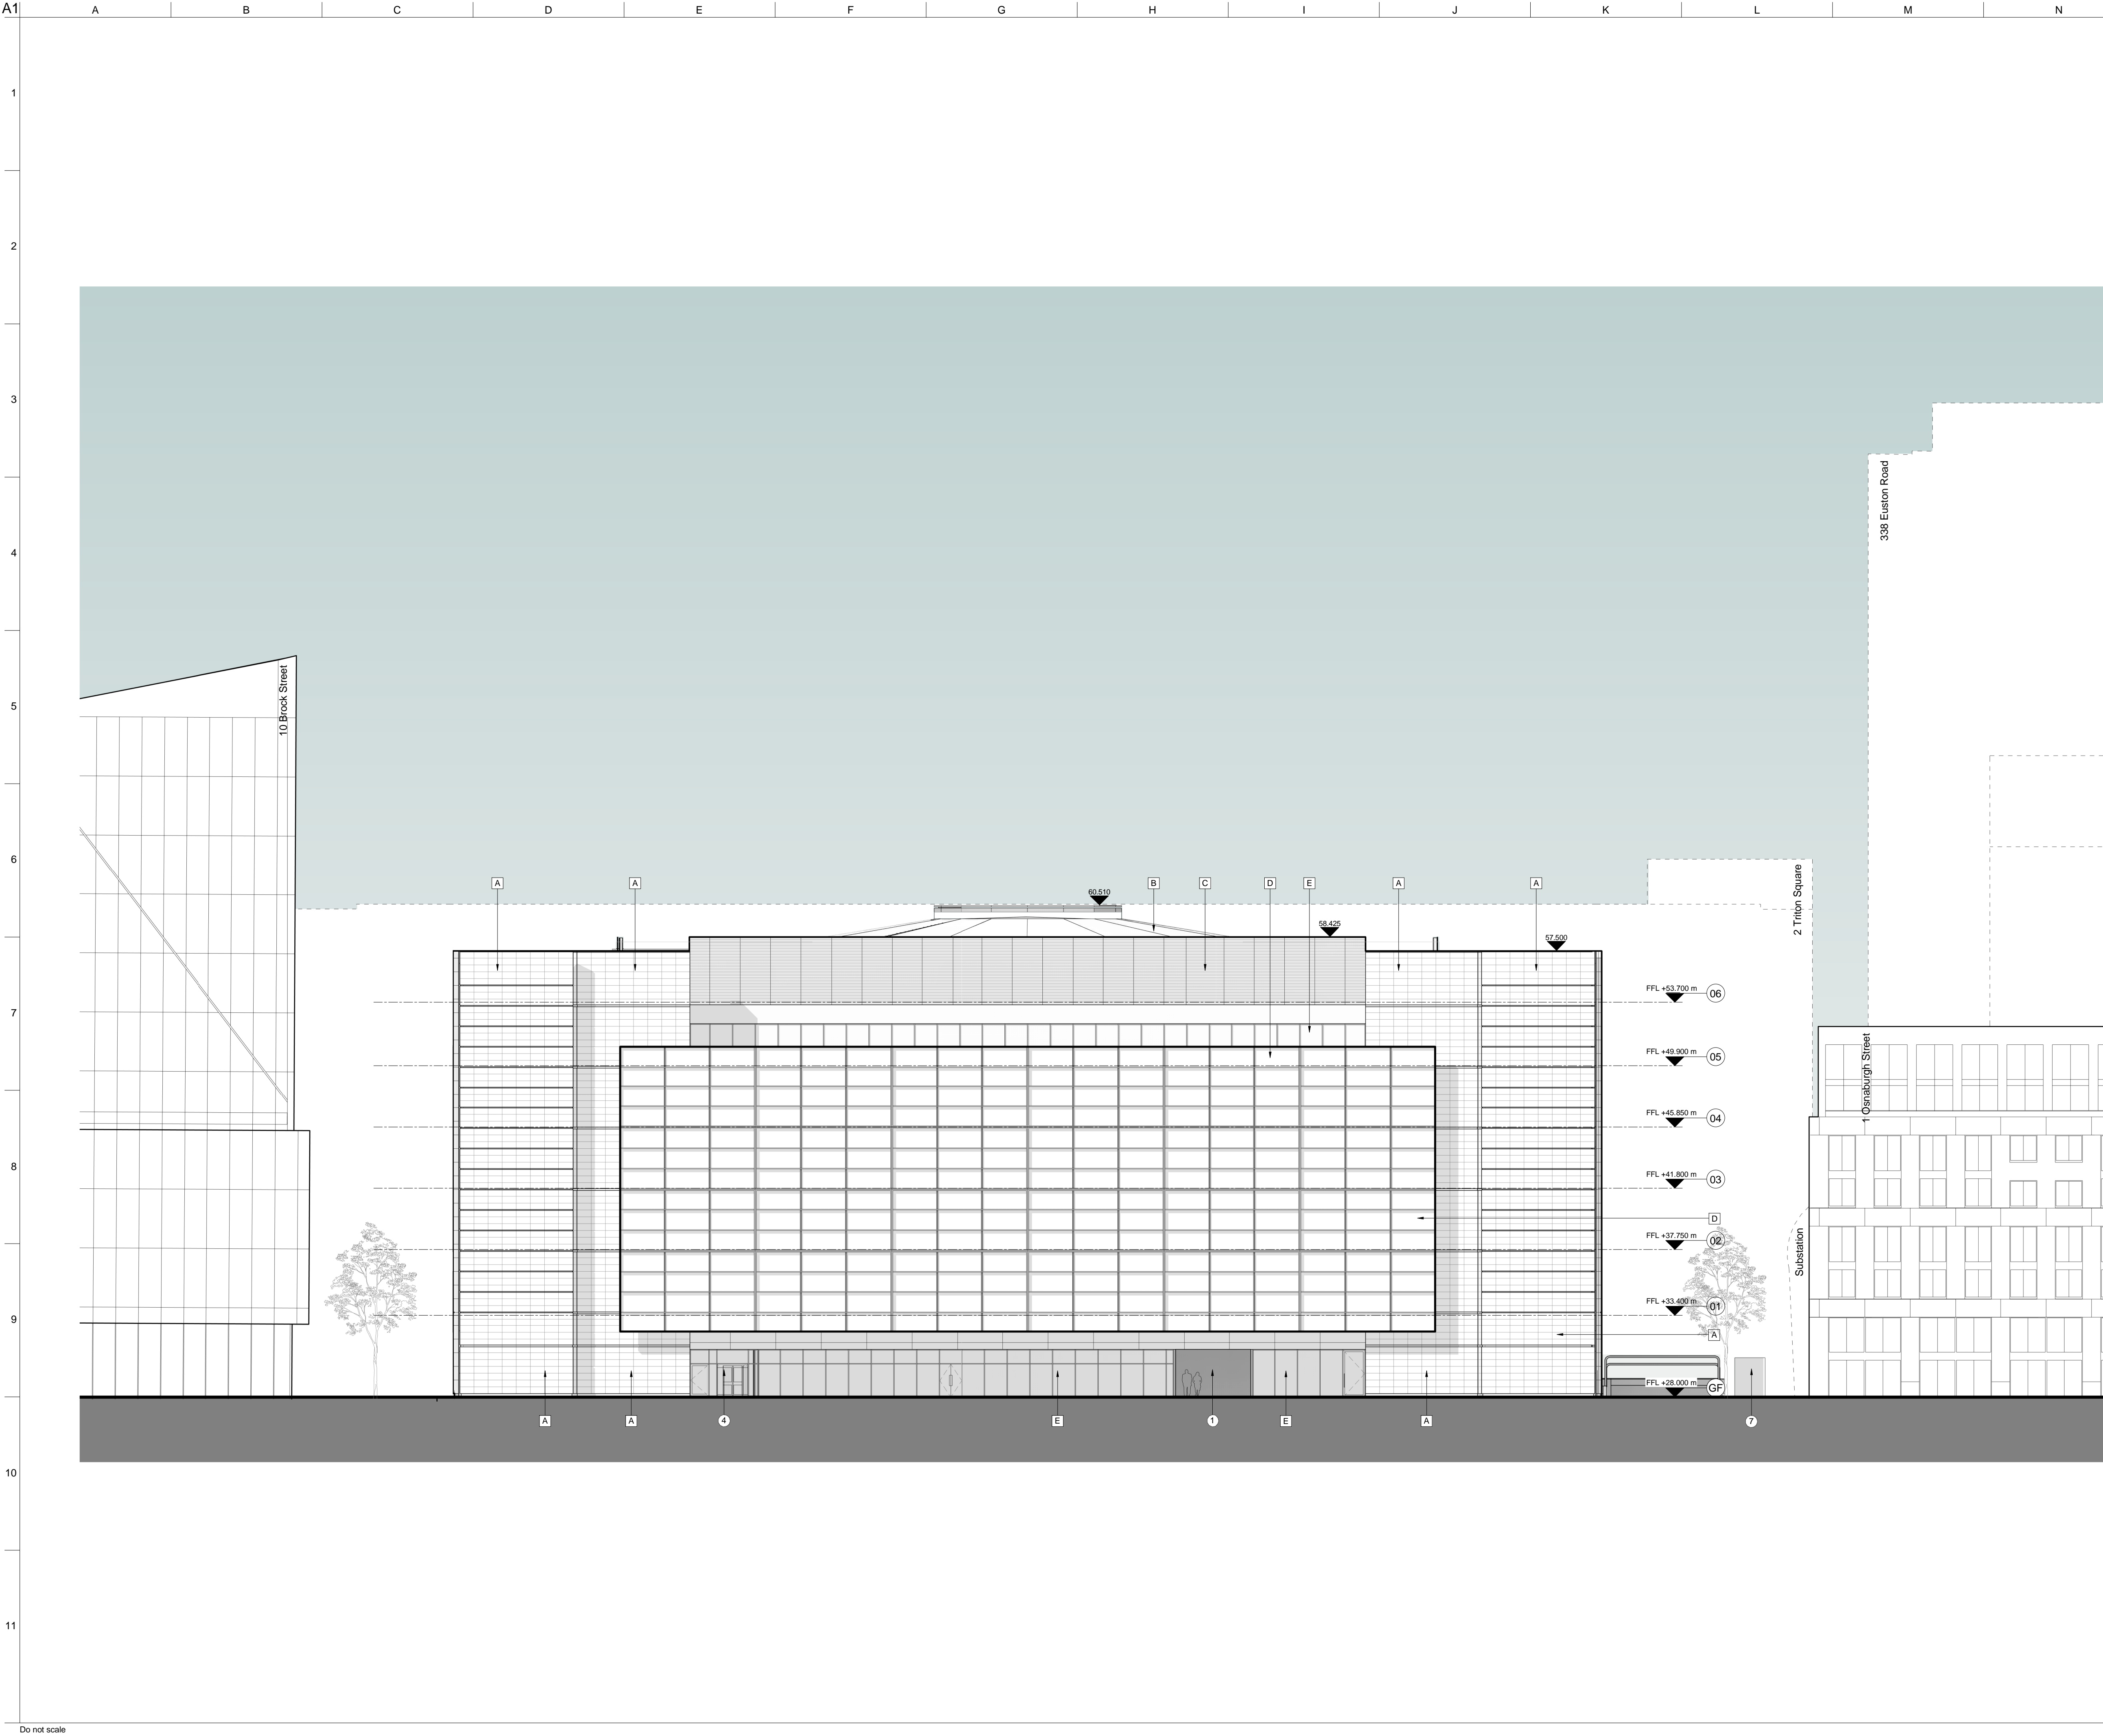 A1
A
B
C
D
E
F
G
H
I
J
K
L
M
N
1
2
3
338 Euston Road
4
10 Brock Street
5
6
2 Triton Square
A
A
B
C
D
E
A
A
60.510
58.425
57.500
FFL +53.700 m
06
7
1 Osnaburgh Street
FFL +49.900 m
05
FFL +45.850 m
04
8
FFL +41.800 m
03
D
FFL +37.750 m
02
Substation
FFL +33.400 m
01
9
A
FFL +28.000 m
GF
A
A
4
E
1
E
A
7
10
11
Do not scale